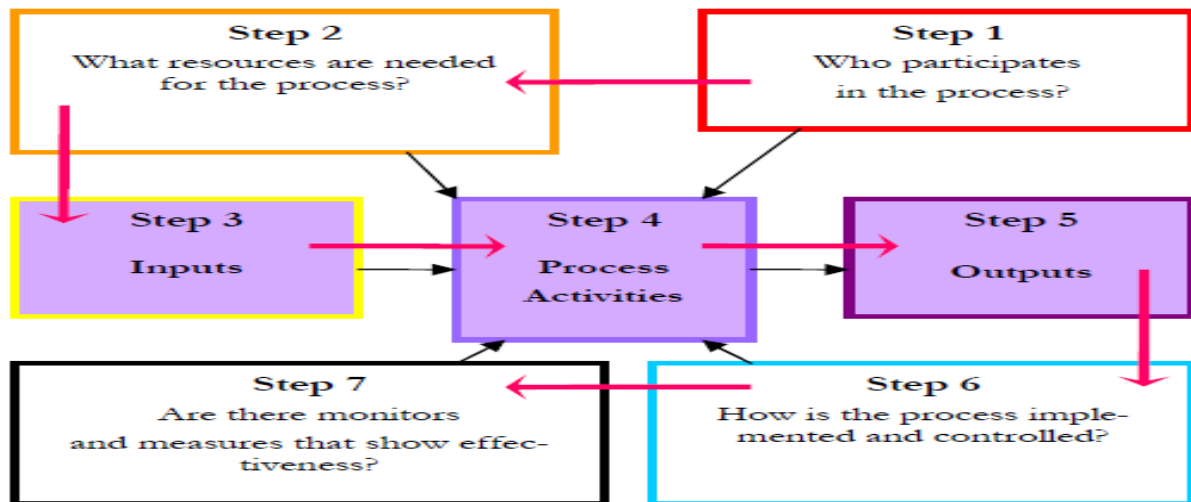 Step 2
What resources are needed
for the process?
Step 1
Who participates
in the process?
Step 3
Inputs
Step 4
Process
Activities
Step 5
Outputs
Step 7
Are there monitors
and measures that show effec-
tiveness?
Step 6
How is the process imple-
mented and controlled?